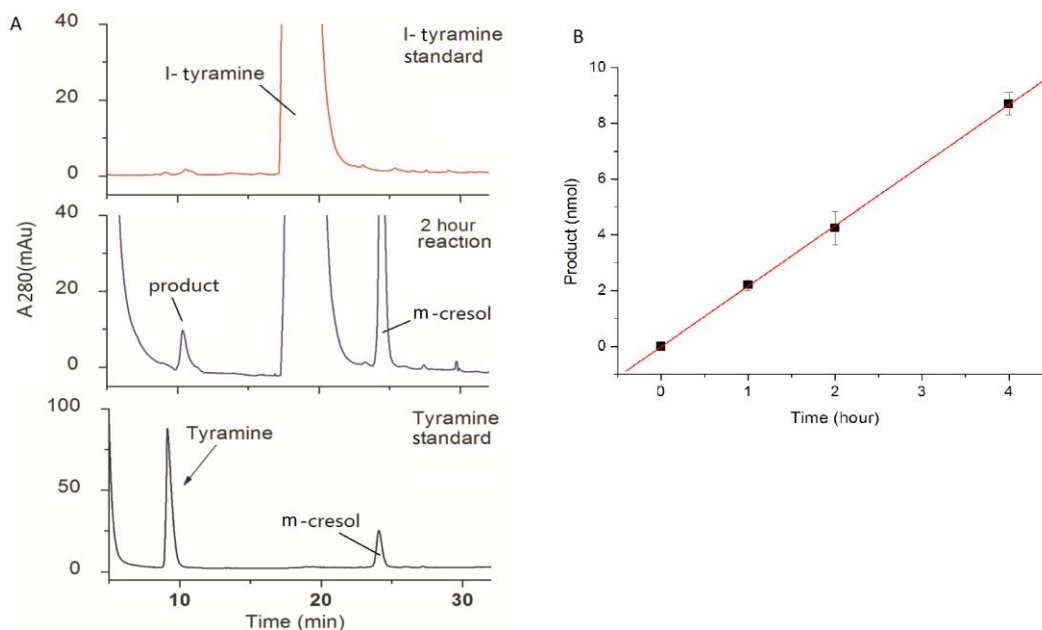 A
40
20
0
I- tyramine
I- tyramine
standard
40
20
0
A280(mAu)
product
2 hour
reaction
m-cresol
100
50
0
Tyramine
m-cresol
Tyramine
standard
10
20
30
Time (min)
B
10
8
6
4
2
0
Product (nmol)
0
1
2
3
4
Time (hour)